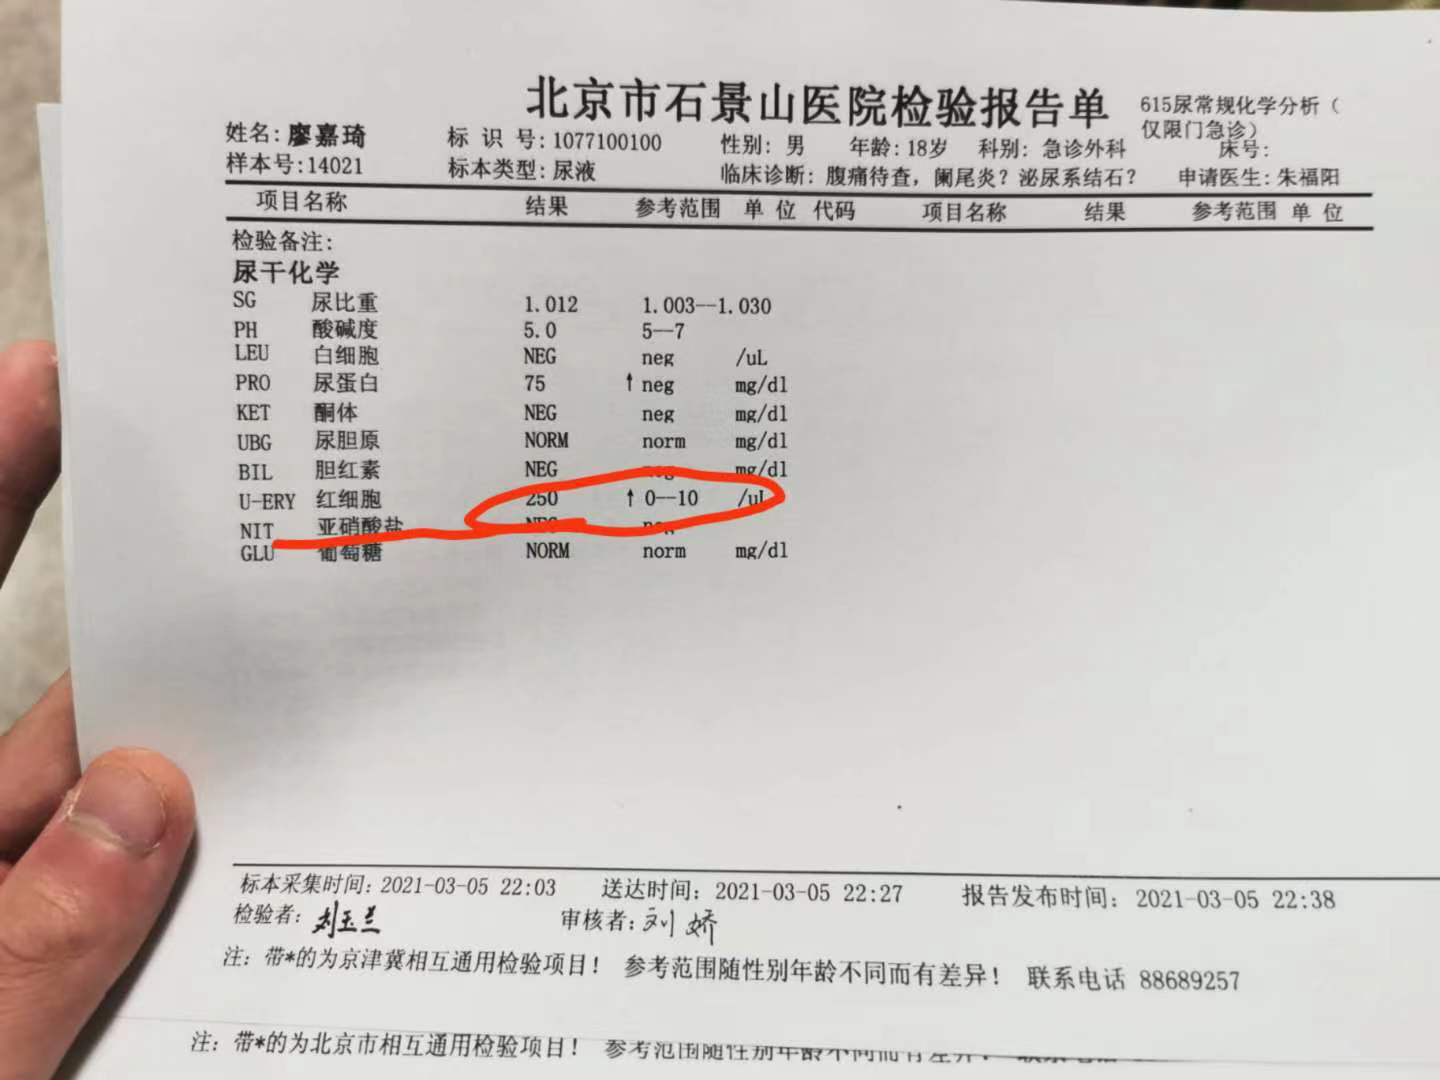 北京市石景山医院检验报告单 615尿常规化学分析(
仅限门急诊)
姓名: 廖嘉琦 标 识 号: 1077100100 性别: 男 年龄: 18岁 科别: 急诊外科 床号:
样本号: 14021 标本类型: 尿液 临床诊断: 腹痛待查, 阑尾炎? 泌尿系结石? 申请医生: 朱福阳
项目名称 结果 参考范围 单 位 代码 项目名称 结果 参考范围 单 位
检验备注:
尿干化学
SG 尿比重 1.012 1.003--1.030
PH 酸碱度 5.0 5--7
LEU 白细胞 NEG neg /uL
PRO 尿蛋白 75 ↑ neg mg/dl
KET 酮体 NEG neg mg/dl
UBG 尿胆原 NORM norm mg/dl
BIL 胆红素 NEG neg mg/dl
U-ERY 红细胞 250 ↑ 0--10 /uL
NIT 亚硝酸盐 NEG neg
GLU 葡萄糖 NORM norm mg/dl
标本采集时间: 2021-03-05 22:03 送达时间: 2021-03-05 22:27 报告发布时间: 2021-03-05 22:38
检验者: 刘玉兰 审核者: 刘娇
注: 带*的为京津冀相互通用检验项目! 参考范围随性别年龄不同而有差异! 联系电话 88689257
注: 带*的为北京市相互通用检验项目! 参考范围随性别年龄不同而有差异!